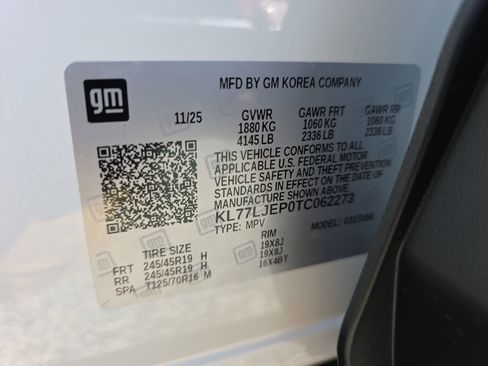 MFD BY GM KOREA COMPANY
gm
11/25 GVWR GAWR FRT GAWR RR
1880 KG 1060 KG 1060 KG
4145 LB 2336 LB 2336 LB
THIS VEHICLE CONFORMS TO ALL
APPLICABLE U.S. FEDERAL MOTOR
VEHICLE SAFETY AND THEFT
PREVENTION STANDARDS IN
EFFECT ON THE DATE OF
MANUFACTURE SHOWN ABOVE.
KL77LJEP0TC062273
TYPE: MPV
TIRE SIZE RIM
FRT 245/45R19 H 19X8J
RR 245/45R19 H 19X8J
SPA T125/70R16 M 16X4BT